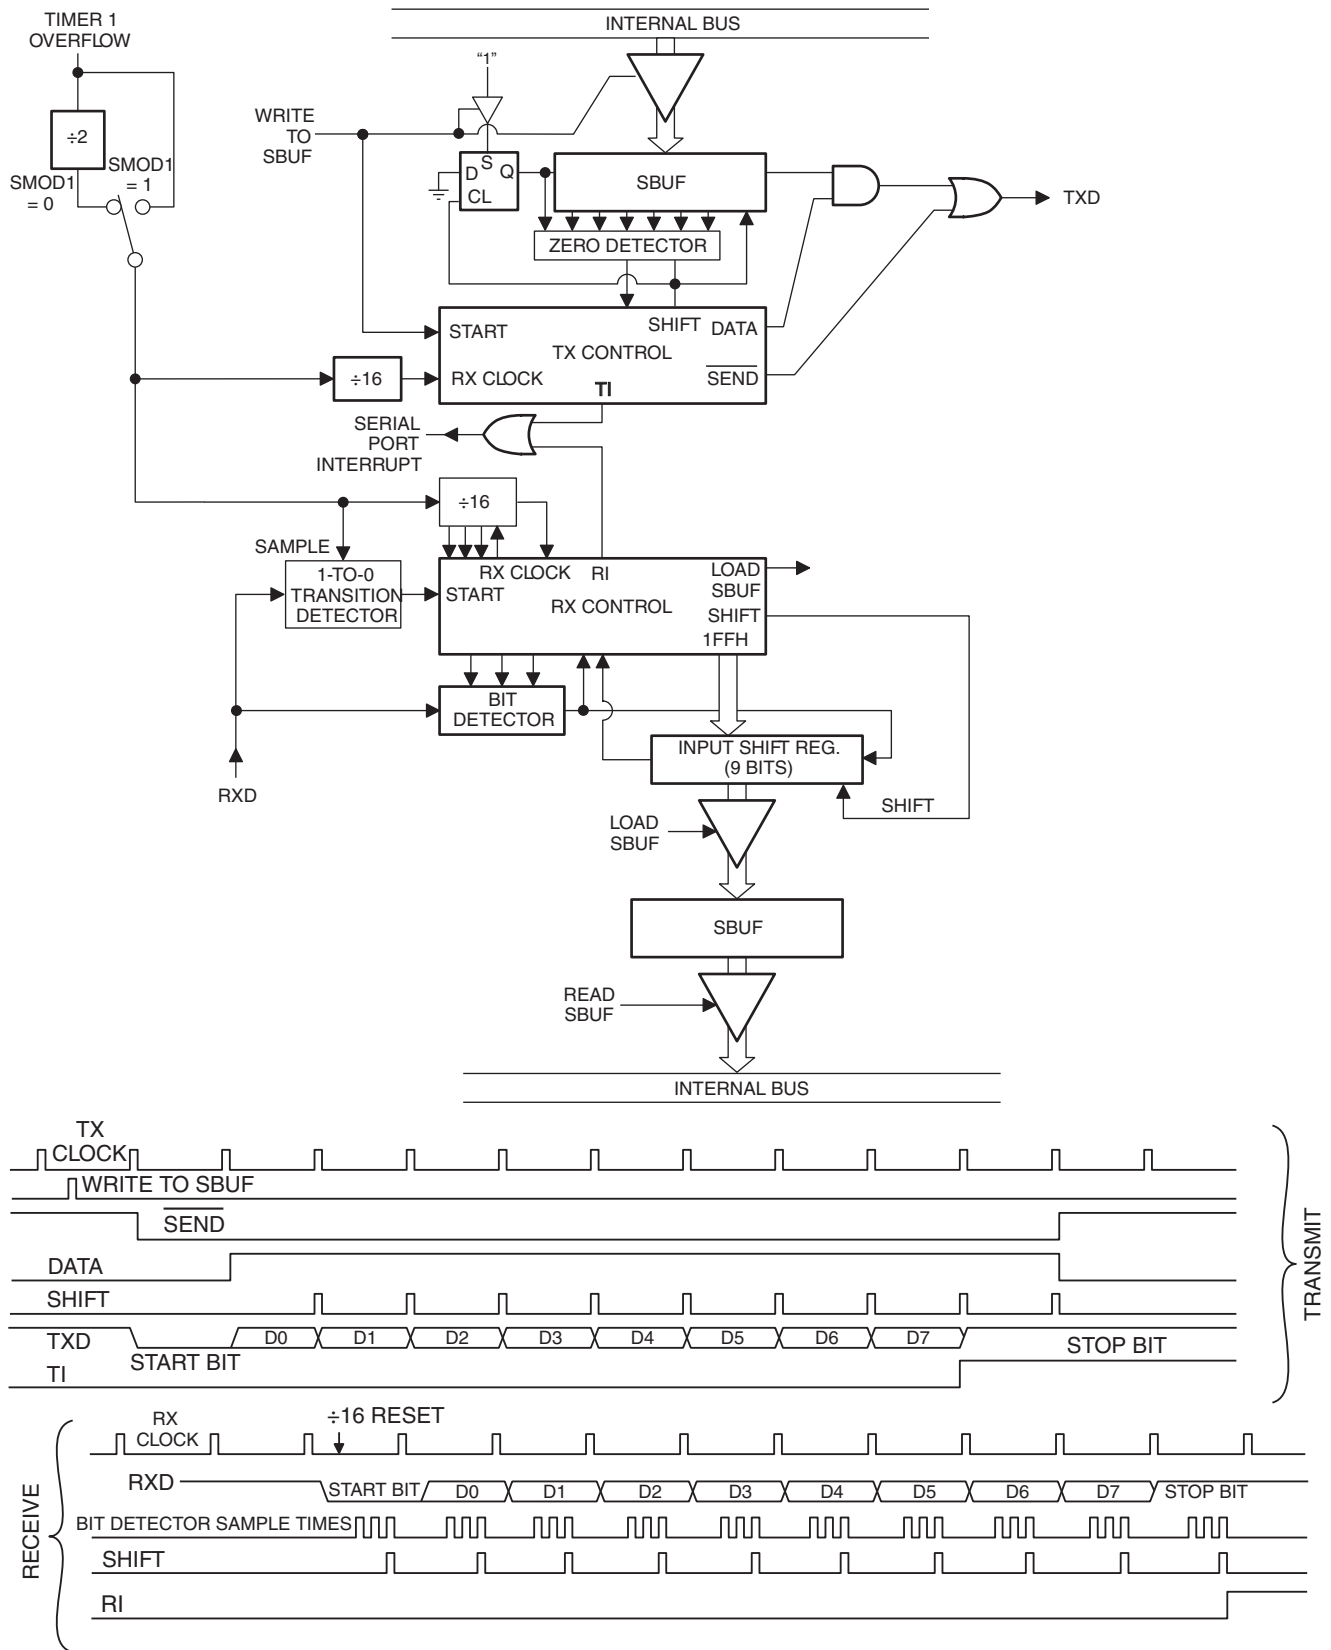 TIMER 1
OVERFLOW
INTERNAL BUS
“1”
÷2
WRITE
TO
SBUF
SMOD1
= 1
SMOD1
= 0
D
S
Q
CL
SBUF
TXD
ZERO DETECTOR
START
SHIFT
DATA
TX CONTROL
÷16
RX CLOCK
TI
SEND
SERIAL
PORT
INTERRUPT
÷16
SAMPLE
1-TO-0
TRANSITION
DETECTOR
RX CLOCK
RI
LOAD
SBUF
START
RX CONTROL
SHIFT
1FFH
BIT
DETECTOR
INPUT SHIFT REG.
(9 BITS)
RXD
SHIFT
LOAD
SBUF
SBUF
READ
SBUF
INTERNAL BUS
TX
CLOCK
WRITE TO SBUF
SEND
DATA
SHIFT
TXD
START BIT
D0
D1
D2
D3
D4
D5
D6
D7
STOP BIT
TI
TRANSMIT
RX
CLOCK
÷16 RESET
RXD
START BIT
D0
D1
D2
D3
D4
D5
D6
D7
STOP BIT
BIT DETECTOR SAMPLE TIMES
SHIFT
RI
RECEIVE